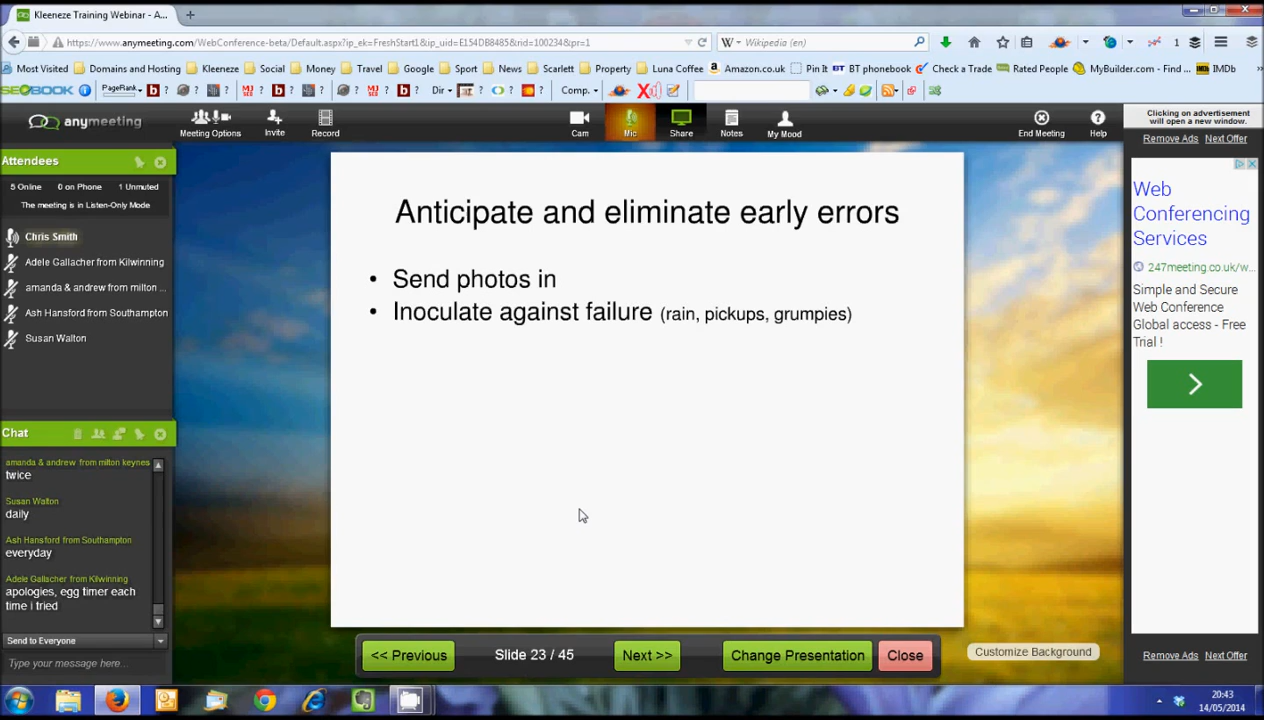 Kleeneze Training Webinar - A...
https://www.anymeeting.com/WebConference-beta/Default.aspx?ip_ek=FreshStart1&ip_uid=E154DB8485&rid=100234&pr=1
Wikipedia (en)
1
Most Visited Domains and Hosting Kleeneze Social Money Travel Google Sport News Scarlett Property Luna Coffee Amazon.co.uk Pin It BT BT phonebook Check a Trade Rated People MyBuilder.com - Find ... IMDb
SEOBOOK PageRank Dir Comp.
anymeeting
Meeting Options
Invite
Record
Cam
Mic
Share
Notes
My Mood
End Meeting
Help
Clicking on advertisement
will open a new window.
Remove Ads Next Offer
Attendees
5 Online 0 on Phone 1 Unmuted
The meeting is in Listen-Only Mode
Chris Smith
Adele Gallacher from Kilwinning
amanda & andrew from milton ...
Ash Hansford from Southampton
Susan Walton
Chat
amanda & andrew from milton keynes
twice
Susan Walton
daily
Ash Hansford from Southampton
everyday
Adele Gallacher from Kilwinning
apologies, egg timer each
time i tried
Send to Everyone
Type your message here...
Anticipate and eliminate early errors
• Send photos in
• Inoculate against failure (rain, pickups, grumpies)
<< Previous
Slide 23 / 45
Next >>
Change Presentation
Close
Customize Background
Web
Conferencing
Services
247meeting.co.uk/w...
Simple and Secure
Web Conference
Global access - Free
Trial !
Remove Ads Next Offer
20:43
14/05/2014